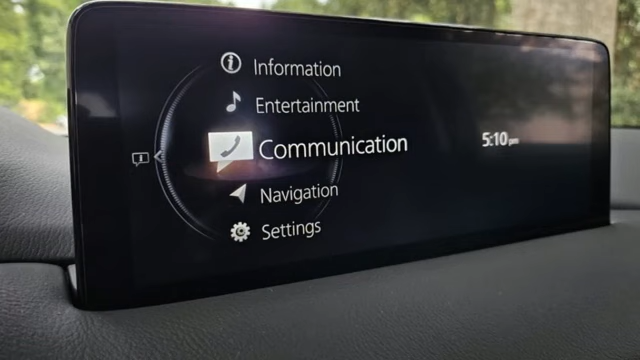 Information
Entertainment
Communication
5:10 pm
Navigation
Settings